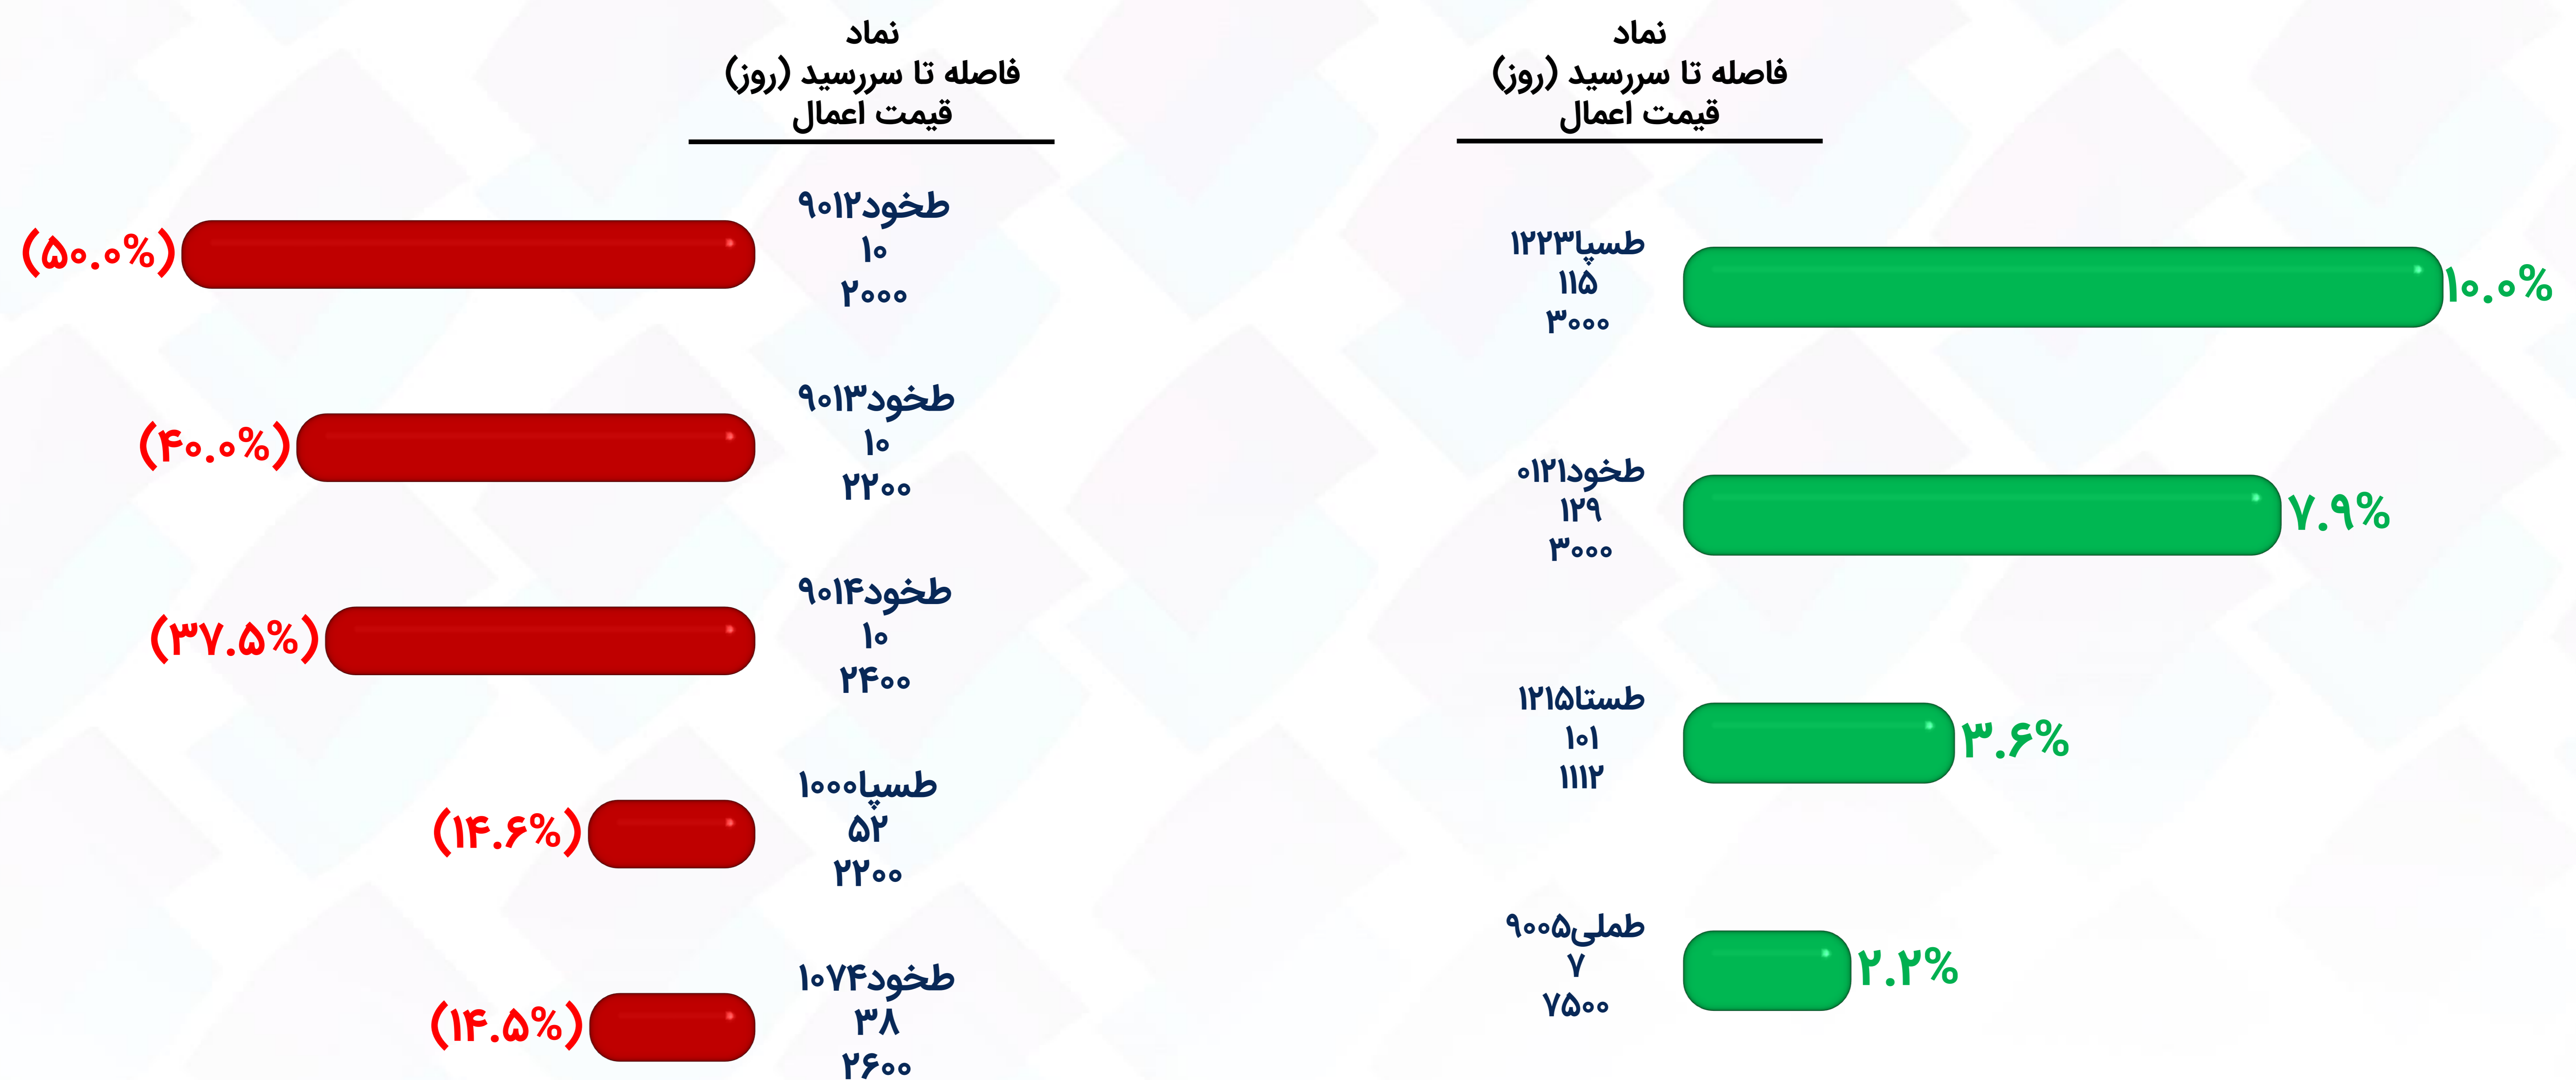 نماد
فاصله تا سررسید (روز)
قیمت اعمال
طسپا۱۲۲۳
۱۱۵
۳۰۰۰
۱۰.۰%
طخود۰۱۲۱
۱۲۹
۳۰۰۰
۷.۹%
طستا۱۲۱۵
۱۰۱
۱۱۱۲
۳.۶%
طملی۹۰۰۵
۷
۷۵۰۰
۲.۲%
نماد
فاصله تا سررسید (روز)
قیمت اعمال
طخود۹۰۱۲
۱۰
۲۰۰۰
(۵۰.۰%)
طخود۹۰۱۳
۱۰
۲۲۰۰
(۴۰.۰%)
طخود۹۰۱۴
۱۰
۲۴۰۰
(۳۷.۵%)
طسپا۱۰۰۰
۵۲
۲۲۰۰
(۱۴.۶%)
طخود۱۰۷۴
۳۸
۲۶۰۰
(۱۴.۵%)